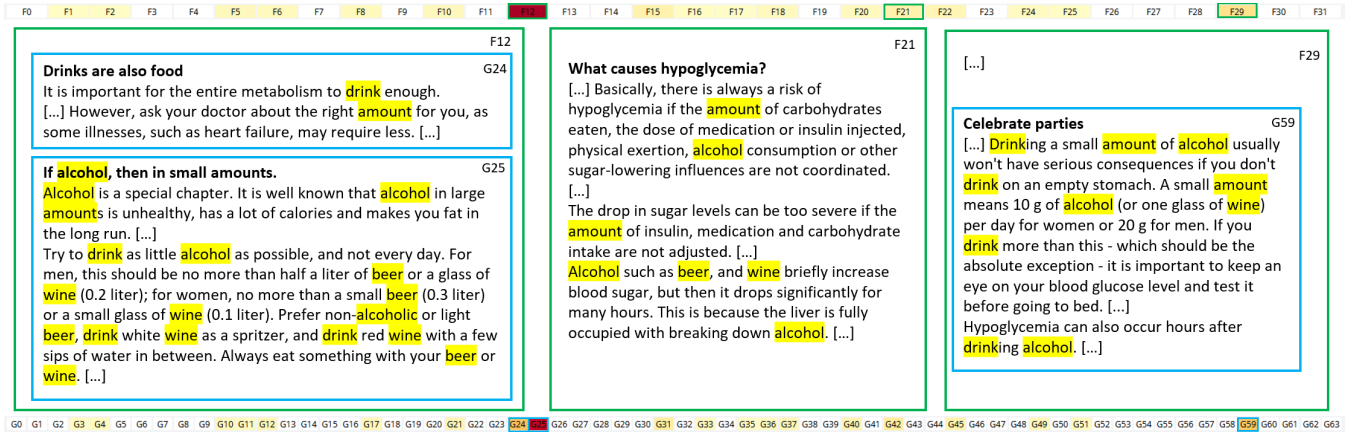 F0 F1 F2 F3 F4 F5 F6 F7 F8 F9 F10 F11 F12 F13 F14 F15 F16 F17 F18 F19 F20 F21 F22 F23 F24 F25 F26 F27 F28 F29 F30 F31
F12
Drinks are also food G24
It is important for the entire metabolism to drink enough.
[...] However, ask your doctor about the right amount for you, as
some illnesses, such as heart failure, may require less. [...]
If alcohol, then in small amounts. G25
Alcohol is a special chapter. It is well known that alcohol in large
amounts is unhealthy, has a lot of calories and makes you fat in
the long run. [...]
Try to drink as little alcohol as possible, and not every day. For
men, this should be no more than half a liter of beer or a glass of
wine (0.2 liter); for women, no more than a small beer (0.3 liter)
or a small glass of wine (0.1 liter). Prefer non-alcoholic or light
beer, drink white wine as a spritzer, and drink red wine with a few
sips of water in between. Always eat something with your beer or
wine. [...]
F21
What causes hypoglycemia?
[...] Basically, there is always a risk of
hypoglycemia if the amount of carbohydrates
eaten, the dose of medication or insulin injected,
physical exertion, alcohol consumption or other
sugar-lowering influences are not coordinated.
[...]
The drop in sugar levels can be too severe if the
amount of insulin, medication and carbohydrate
intake are not adjusted. [...]
Alcohol such as beer, and wine briefly increase
blood sugar, but then it drops significantly for
many hours. This is because the liver is fully
occupied with breaking down alcohol. [...]
F29
[...]
Celebrate parties G59
[...] Drinking a small amount of alcohol usually
won't have serious consequences if you don't
drink on an empty stomach. A small amount
means 10 g of alcohol (or one glass of wine)
per day for women or 20 g for men. If you
drink more than this - which should be the
absolute exception - it is important to keep an
eye on your blood glucose level and test it
before going to bed. [...]
Hypoglycemia can also occur hours after
drinking alcohol. [...]
G0 G1 G2 G3 G4 G5 G6 G7 G8 G9 G10 G11 G12 G13 G14 G15 G16 G17 G18 G19 G20 G21 G22 G23 G24 G25 G26 G27 G28 G29 G30 G31 G32 G33 G34 G35 G36 G37 G38 G39 G40 G41 G42 G43 G44 G45 G46 G47 G48 G49 G50 G51 G52 G53 G54 G55 G56 G57 G58 G59 G60 G61 G62 G63